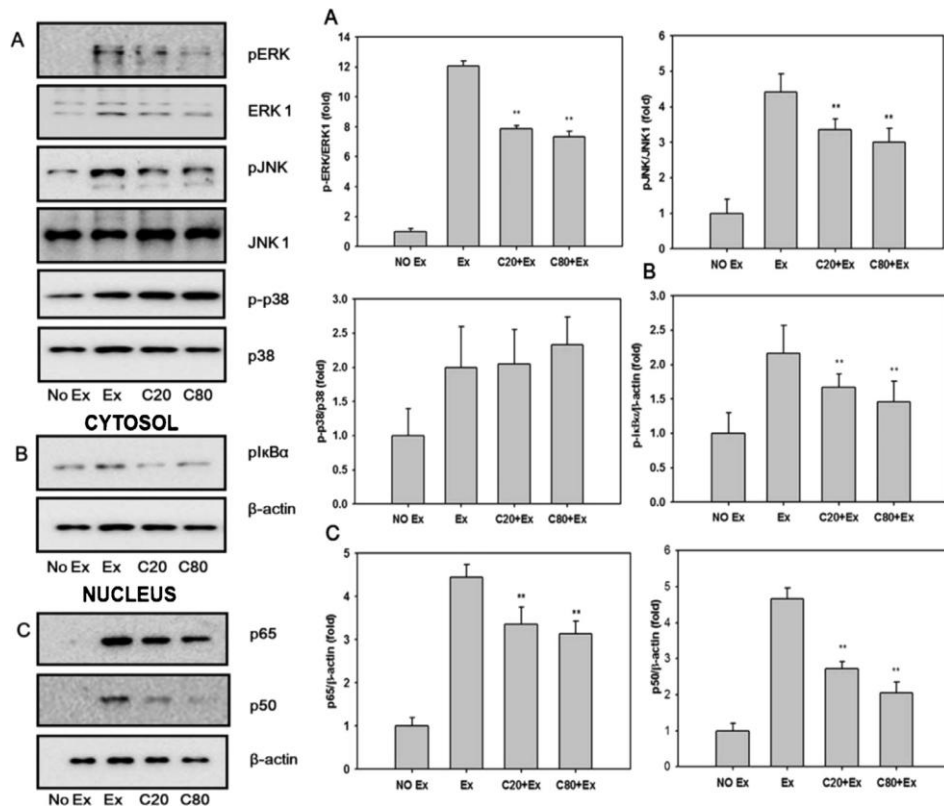 A
pERK
ERK 1
pJNK
JNK 1
p-p38
p38
No Ex Ex C20 C80
CYTOSOL
B
pIκBα
β-actin
No Ex Ex C20 C80
NUCLEUS
C
p65
p50
β-actin
No Ex Ex C20 C80
A
p-ERK/ERK1 (fold)
14
12
10
8
6
4
2
0
** **
NO Ex Ex C20+Ex C80+Ex
pJNK/JNK1 (fold)
6
5
4
3
2
1
0
** **
NO Ex Ex C20+Ex C80+Ex
p-p38/p38 (fold)
3.0
2.5
2.0
1.5
1.0
0.5
0.0
NO Ex Ex C20+Ex C80+Ex
B
p-IκBα/β-actin (fold)
3.0
2.5
2.0
1.5
1.0
0.5
0.0
** **
NO Ex Ex C20+Ex C80+Ex
C
p65/β-actin (fold)
5
4
3
2
1
0
** **
NO Ex Ex C20+Ex C80+Ex
p50/β-actin (fold)
6
5
4
3
2
1
0
** **
NO Ex Ex C20+Ex C80+Ex